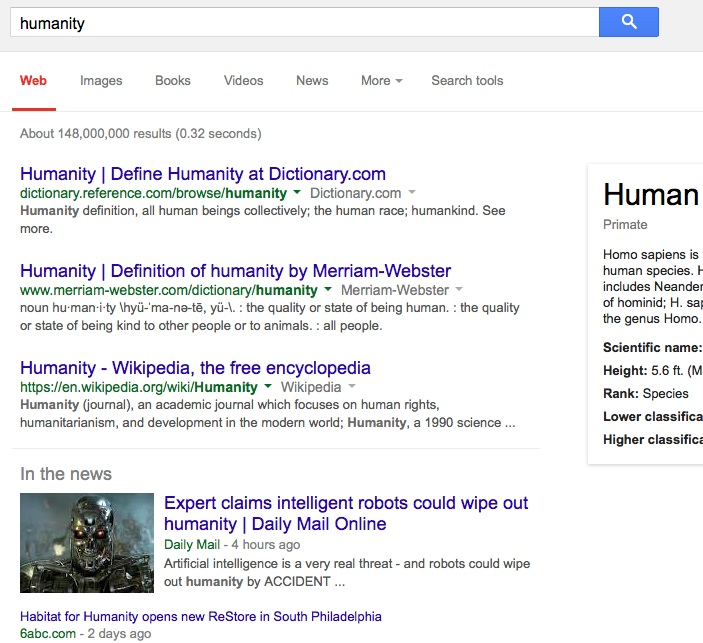 humanity
Web Images Books Videos News More Search tools
About 148,000,000 results (0.32 seconds)
Humanity | Define Humanity at Dictionary.com
dictionary.reference.com/browse/humanity Dictionary.com
Humanity definition, all human beings collectively; the human race; humankind. See
more.
Humanity | Definition of humanity by Merriam-Webster
www.merriam-webster.com/dictionary/humanity Merriam-Webster
noun hu·man·i·ty \hyü-ˈma-nə-tē, yü-\. : the quality or state of being human. : the quality
or state of being kind to other people or to animals. : all people.
Humanity - Wikipedia, the free encyclopedia
https://en.wikipedia.org/wiki/Humanity Wikipedia
Humanity (journal), an academic journal which focuses on human rights,
humanitarianism, and development in the modern world; Humanity, a 1990 science ...
In the news
Expert claims intelligent robots could wipe out
humanity | Daily Mail Online
Daily Mail - 4 hours ago
Artificial intelligence is a very real threat - and robots could wipe
out humanity by ACCIDENT ...
Habitat for Humanity opens new ReStore in South Philadelphia
6abc.com - 2 days ago
Human
Primate
Homo sapiens is
human species. H
includes Neander
of hominid; H. sap
the genus Homo.
Scientific name:
Height: 5.6 ft. (M
Rank: Species
Lower classifica
Higher classifica